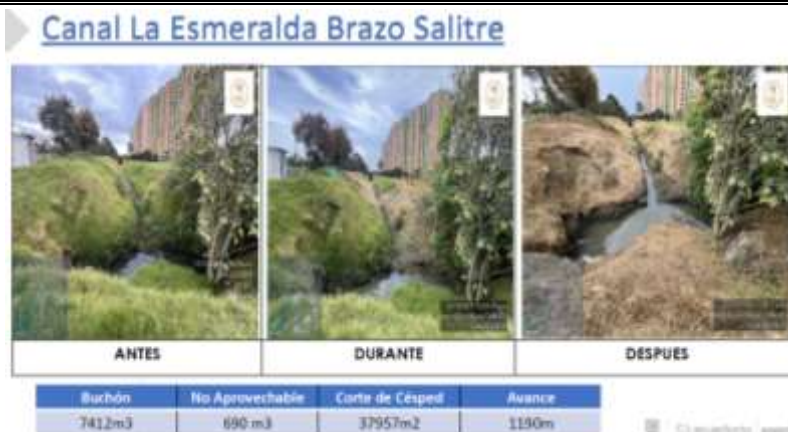 Canal La Esmeralda Brazo Salitre
ANTES DURANTE DESPUES
Buchón No Aprovechable Corte de Césped Avance
7412m3 690 m3 37957m2 1190m